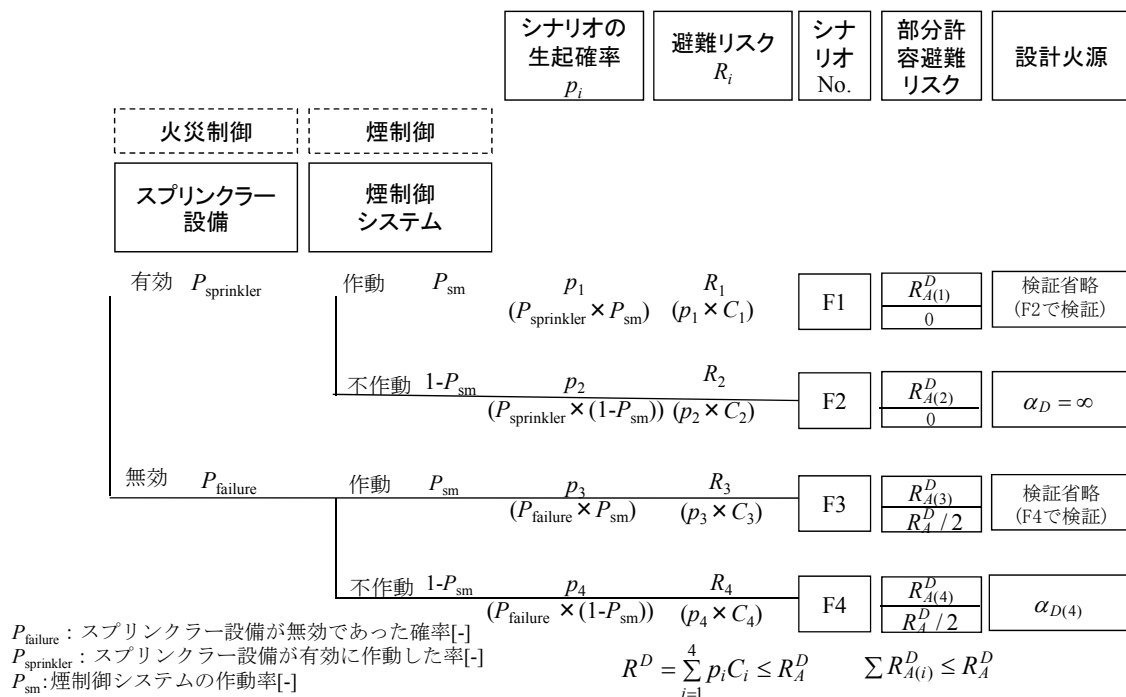 シナリオの
生起確率
p_i
避難リスク
R_i
シナ
リオ
No.
部分許
容避難
リスク
設計火源
火災制御
煙制御
スプリンクラー
設備
煙制御
システム
有効 P_sprinkler 作動 P_sm p_1 R_1
(P_sprinkler × P_sm) (p_1 × C_1)
F1
R^D_A(1)
0
検証省略
(F2で検証)
不作動 1-P_sm p_2 R_2
(P_sprinkler × (1-P_sm)) (p_2 × C_2)
F2
R^D_A(2)
0
α_D = ∞
無効 P_failure 作動 P_sm p_3 R_3
(P_failure × P_sm) (p_3 × C_3)
F3
R^D_A(3)
R^D_A / 2
検証省略
(F4で検証)
不作動 1-P_sm p_4 R_4
(P_failure × (1-P_sm)) (p_4 × C_4)
F4
R^D_A(4)
R^D_A / 2
α_D(4)
P_failure : スプリンクラー設備が無効であった確率[-]
P_sprinkler : スプリンクラー設備が有効に作動した率[-]
P_sm:煙制御システムの作動率[-]
R^D = ∑_{i=1}^{4} p_i C_i ≤ R^D_A ∑ R^D_A(i) ≤ R^D_A